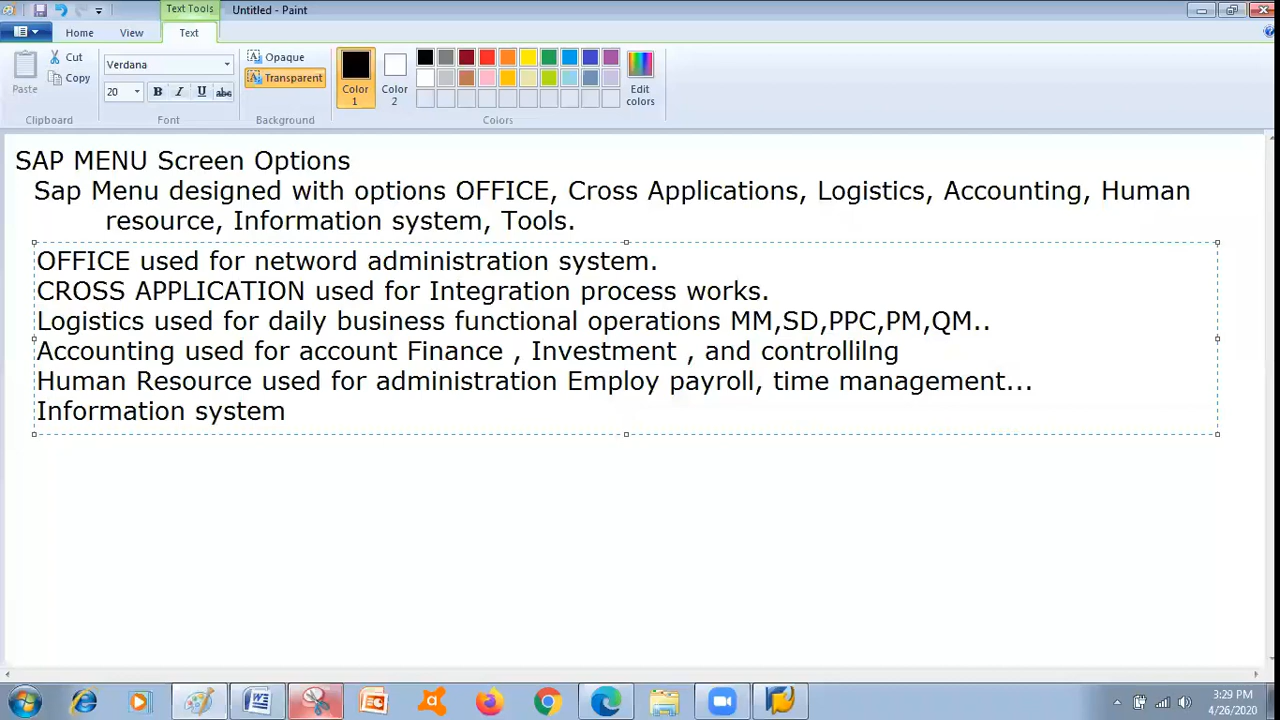 Text Tools
Untitled - Paint
Home
View
Text
Paste
Cut
Copy
Verdana
20
B I U abc
Opaque
Transparent
Color 1
Color 2
Edit colors
Clipboard
Font
Background
Colors
SAP MENU Screen Options
Sap Menu designed with options OFFICE, Cross Applications, Logistics, Accounting, Human
resource, Information system, Tools.
OFFICE used for netword administration system.
CROSS APPLICATION used for Integration process works.
Logistics used for daily business functional operations MM,SD,PPC,PM,QM..
Accounting used for account Finance , Investment , and controllilng
Human Resource used for administration Employ payroll, time management...
Information system
3:29 PM
4/26/2020